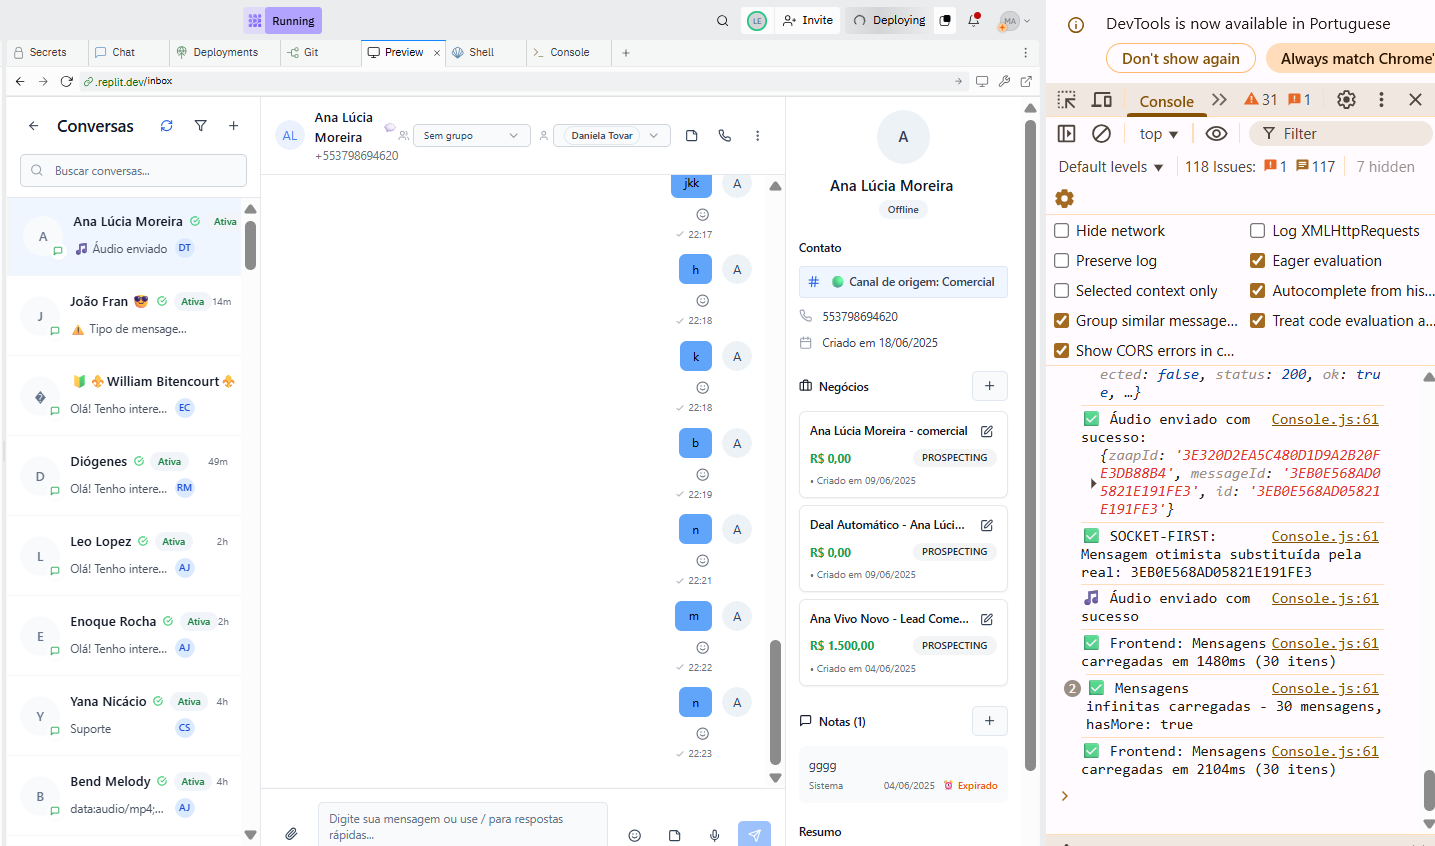 Running
LE
Invite
Deploying
MA
Secrets
Chat
Deployments
Git
Preview
Shell
Console
.replit.dev/inbox
Conversas
Buscar conversas...
A
Ana Lúcia Moreira
Ativa
Áudio enviado
DT
J
João Fran
Ativa
14m
Tipo de mensage...
William Bitencourt
Olá! Tenho intere...
EC
D
Diógenes
Ativa
49m
Olá! Tenho intere...
RM
L
Leo Lopez
Ativa
2h
Olá! Tenho intere...
AJ
E
Enoque Rocha
Ativa
2h
Olá! Tenho intere...
AJ
Y
Yana Nicácio
Ativa
4h
Suporte
CS
B
Bend Melody
Ativa
4h
data:audio/mp4;...
AJ
AL
Ana Lúcia
Moreira
+553798694620
Sem grupo
Daniela Tovar
jkk
A
22:17
h
A
22:18
k
A
22:18
b
A
22:19
n
A
22:21
m
A
22:22
n
A
22:23
Digite sua mensagem ou use / para respostas
rápidas...
A
Ana Lúcia Moreira
Offline
Contato
# Canal de origem: Comercial
553798694620
Criado em 18/06/2025
Negócios
Ana Lúcia Moreira - comercial
R$ 0,00
PROSPECTING
• Criado em 09/06/2025
Deal Automático - Ana Lúci...
R$ 0,00
PROSPECTING
• Criado em 09/06/2025
Ana Vivo Novo - Lead Come...
R$ 1.500,00
PROSPECTING
• Criado em 04/06/2025
Notas (1)
gggg
Sistema
04/06/2025
Expirado
Resumo
DevTools is now available in Portuguese
Don't show again
Always match Chrome'
Console
31
1
top
Filter
Default levels
118 Issues:
1
117
7 hidden
Hide network
Log XMLHttpRequests
Preserve log
Eager evaluation
Selected context only
Autocomplete from his...
Group similar message...
Treat code evaluation a...
Show CORS errors in c...
ected: false, status: 200, ok: tru
e, …}
Áudio enviado com Console.js:61
sucesso:
{zaapId: '3E320D2EA5C480D1D9A2B20F
E3DB88B4', messageId: '3EB0E568AD0
5821E191FE3', id: '3EB0E568AD05821
E191FE3'}
SOCKET-FIRST: Console.js:61
Mensagem otimista substituída pela
real: 3EB0E568AD05821E191FE3
Áudio enviado com Console.js:61
sucesso
Frontend: Mensagens Console.js:61
carregadas em 1480ms (30 itens)
2
Mensagens Console.js:61
infinitas carregadas - 30 mensagens,
hasMore: true
Frontend: Mensagens Console.js:61
carregadas em 2104ms (30 itens)